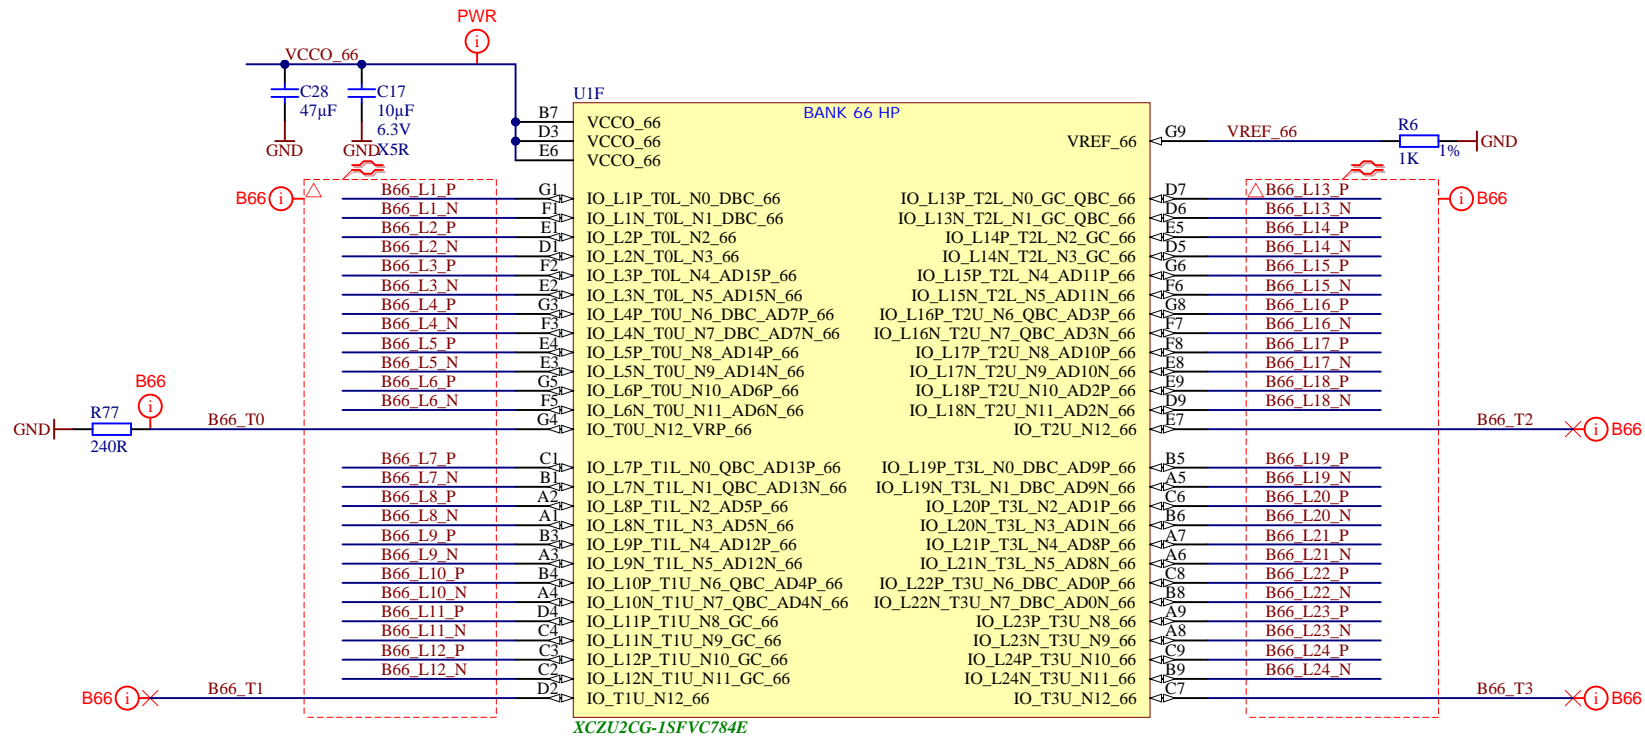 PWR
i
VCCO_66
C28
47µF
GND
C17
10µF
6.3V
X5R
GND
U1F
BANK 66 HP
B7 VCCO_66
D3 VCCO_66
E6 VCCO_66
VREF_66 G9 VREF_66
R6
1K
1%
GND
B66 i
B66_L1_P G1 IO_L1P_T0L_N0_DBC_66
B66_L1_N F1 IO_L1N_T0L_N1_DBC_66
B66_L2_P E1 IO_L2P_T0L_N2_66
B66_L2_N D1 IO_L2N_T0L_N3_66
B66_L3_P F2 IO_L3P_T0L_N4_AD15P_66
B66_L3_N E2 IO_L3N_T0L_N5_AD15N_66
B66_L4_P G3 IO_L4P_T0U_N6_DBC_AD7P_66
B66_L4_N F3 IO_L4N_T0U_N7_DBC_AD7N_66
B66_L5_P E4 IO_L5P_T0U_N8_AD14P_66
B66_L5_N E3 IO_L5N_T0U_N9_AD14N_66
B66_L6_P G5 IO_L6P_T0U_N10_AD6P_66
B66_L6_N F5 IO_L6N_T0U_N11_AD6N_66
GND
R77
240R
B66
i
B66_T0 G4 IO_T0U_N12_VRP_66
B66_L7_P C1 IO_L7P_T1L_N0_QBC_AD13P_66
B66_L7_N B1 IO_L7N_T1L_N1_QBC_AD13N_66
B66_L8_P A2 IO_L8P_T1L_N2_AD5P_66
B66_L8_N A1 IO_L8N_T1L_N3_AD5N_66
B66_L9_P B3 IO_L9P_T1L_N4_AD12P_66
B66_L9_N A3 IO_L9N_T1L_N5_AD12N_66
B66_L10_P B4 IO_L10P_T1U_N6_QBC_AD4P_66
B66_L10_N A4 IO_L10N_T1U_N7_QBC_AD4N_66
B66_L11_P D4 IO_L11P_T1U_N8_GC_66
B66_L11_N C4 IO_L11N_T1U_N9_GC_66
B66_L12_P C3 IO_L12P_T1U_N10_GC_66
B66_L12_N C2 IO_L12N_T1U_N11_GC_66
B66 i B66_T1 D2 IO_T1U_N12_66
IO_L13P_T2L_N0_GC_QBC_66 D7 B66_L13_P
i B66
IO_L13N_T2L_N1_GC_QBC_66 D6 B66_L13_N
IO_L14P_T2L_N2_GC_66 E5 B66_L14_P
IO_L14N_T2L_N3_GC_66 D5 B66_L14_N
IO_L15P_T2L_N4_AD11P_66 G6 B66_L15_P
IO_L15N_T2L_N5_AD11N_66 F6 B66_L15_N
IO_L16P_T2U_N6_QBC_AD3P_66 G8 B66_L16_P
IO_L16N_T2U_N7_QBC_AD3N_66 F7 B66_L16_N
IO_L17P_T2U_N8_AD10P_66 F8 B66_L17_P
IO_L17N_T2U_N9_AD10N_66 E8 B66_L17_N
IO_L18P_T2U_N10_AD2P_66 E9 B66_L18_P
IO_L18N_T2U_N11_AD2N_66 D9 B66_L18_N
IO_T2U_N12_66 E7 B66_T2 i B66
IO_L19P_T3L_N0_DBC_AD9P_66 B5 B66_L19_P
IO_L19N_T3L_N1_DBC_AD9N_66 A5 B66_L19_N
IO_L20P_T3L_N2_AD1P_66 C6 B66_L20_P
IO_L20N_T3L_N3_AD1N_66 B6 B66_L20_N
IO_L21P_T3L_N4_AD8P_66 A7 B66_L21_P
IO_L21N_T3L_N5_AD8N_66 A6 B66_L21_N
IO_L22P_T3U_N6_DBC_AD0P_66 C8 B66_L22_P
IO_L22N_T3U_N7_DBC_AD0N_66 B8 B66_L22_N
IO_L23P_T3U_N8_66 A9 B66_L23_P
IO_L23N_T3U_N9_66 A8 B66_L23_N
IO_L24P_T3U_N10_66 C9 B66_L24_P
IO_L24N_T3U_N11_66 B9 B66_L24_N
IO_T3U_N12_66 C7 B66_T3 i B66
XCZU2CG-1SFVC784E